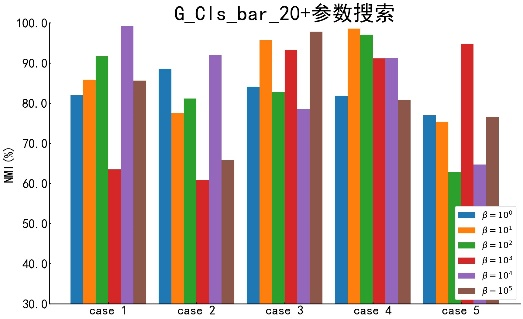 G_Cls_bar_20+参数搜索
NMI(%)
100.0
90.0
80.0
70.0
60.0
50.0
40.0
30.0
case 1
case 2
case 3
case 4
case 5
β = 10⁰
β = 10¹
β = 10²
β = 10³
β = 10⁴
β = 10⁵